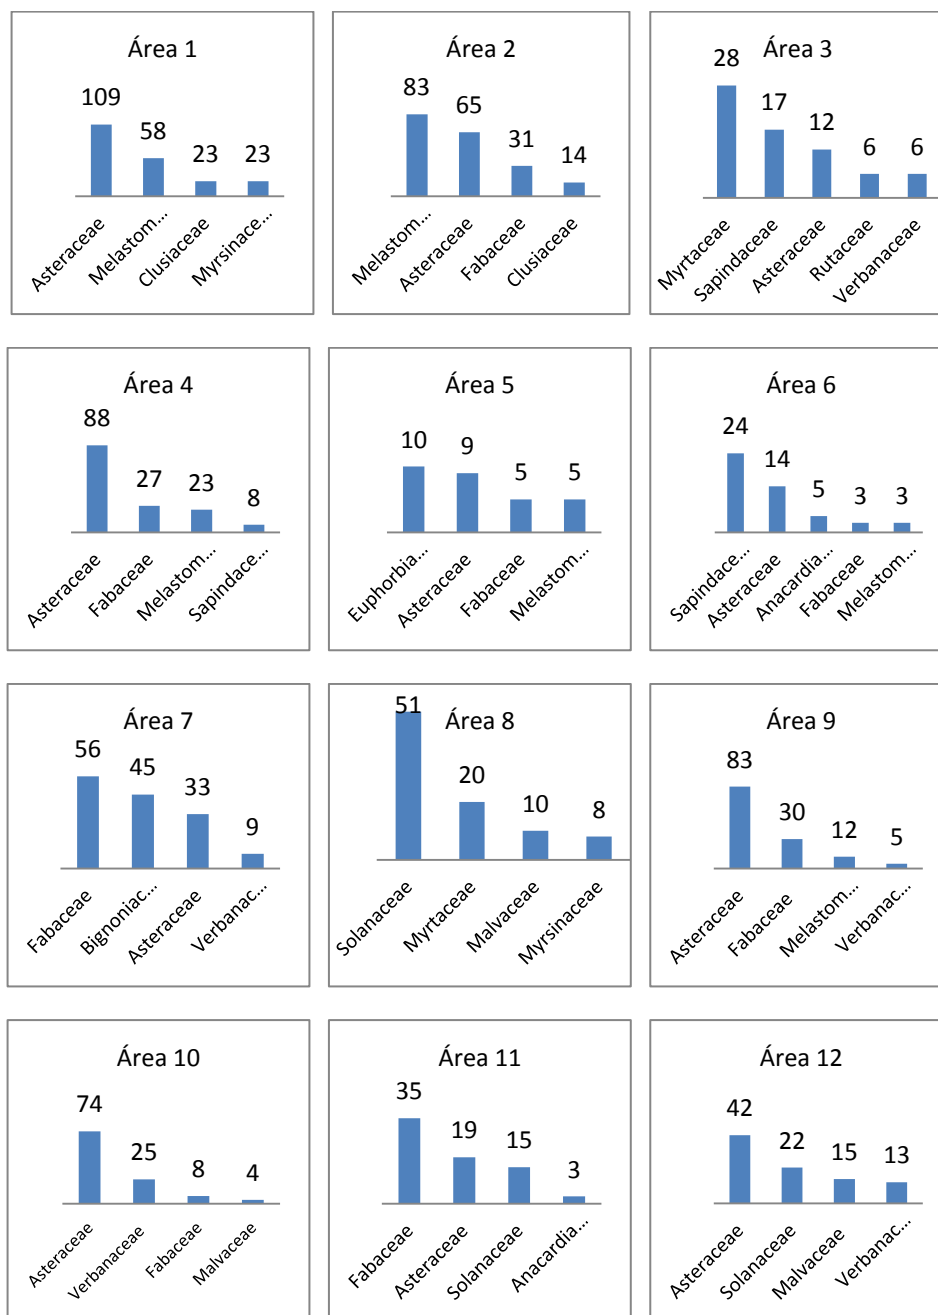 Área 1
109
58
23
23
Asteraceae
Melastom...
Clusiaceae
Myrsinace...
Área 2
83
65
31
14
Melastom...
Asteraceae
Fabaceae
Clusiaceae
Área 3
28
17
12
6
6
Myrtaceae
Sapindaceae
Asteraceae
Rutaceae
Verbanaceae
Área 4
88
27
23
8
Asteraceae
Fabaceae
Melastom...
Sapindace...
Área 5
10
9
5
5
Euphorbia...
Asteraceae
Fabaceae
Melastom...
Área 6
24
14
5
3
3
Sapindace...
Asteraceae
Anacardia...
Fabaceae
Melastom...
Área 7
56
45
33
9
Fabaceae
Bignoniac...
Asteraceae
Verbanac...
Área 8
51
20
10
8
Solanaceae
Myrtaceae
Malvaceae
Myrsinaceae
Área 9
83
30
12
5
Asteraceae
Fabaceae
Melastom...
Verbanac...
Área 10
74
25
8
4
Asteraceae
Verbanaceae
Fabaceae
Malvaceae
Área 11
35
19
15
3
Fabaceae
Asteraceae
Solanaceae
Anacardia...
Área 12
42
22
15
13
Asteraceae
Solanaceae
Malvaceae
Verbanac...